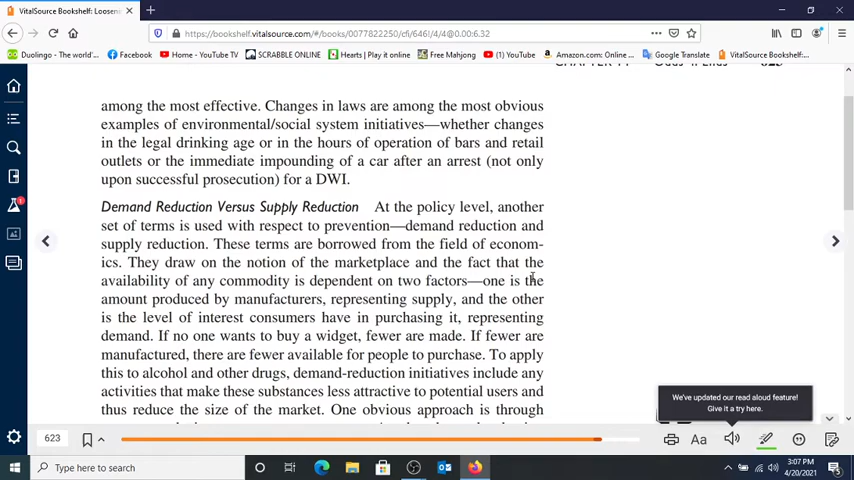 VitalSource Bookshelf: Loosene
https://bookshelf.vitalsource.com/#/books/0077822250/cfi/646!/4/4@0.00:6.32
Duolingo - The world'...
Facebook
Home - YouTube TV
SCRABBLE ONLINE
Hearts | Play it online
Free Mahjong
(1) YouTube
Amazon.com: Online...
Google Translate
VitalSource Bookshelf:...
among the most effective. Changes in laws are among the most obvious
examples of environmental/social system initiatives—whether changes
in the legal drinking age or in the hours of operation of bars and retail
outlets or the immediate impounding of a car after an arrest (not only
upon successful prosecution) for a DWI.
Demand Reduction Versus Supply Reduction At the policy level, another
set of terms is used with respect to prevention—demand reduction and
supply reduction. These terms are borrowed from the field of econom-
ics. They draw on the notion of the marketplace and the fact that the
availability of any commodity is dependent on two factors—one is the
amount produced by manufacturers, representing supply, and the other
is the level of interest consumers have in purchasing it, representing
demand. If no one wants to buy a widget, fewer are made. If fewer are
manufactured, there are fewer available for people to purchase. To apply
this to alcohol and other drugs, demand-reduction initiatives include any
activities that make these substances less attractive to potential users and
thus reduce the size of the market. One obvious approach is through
We've updated our read aloud feature!
Give it a try here.
623
Aa
Type here to search
3:07 PM
4/20/2021